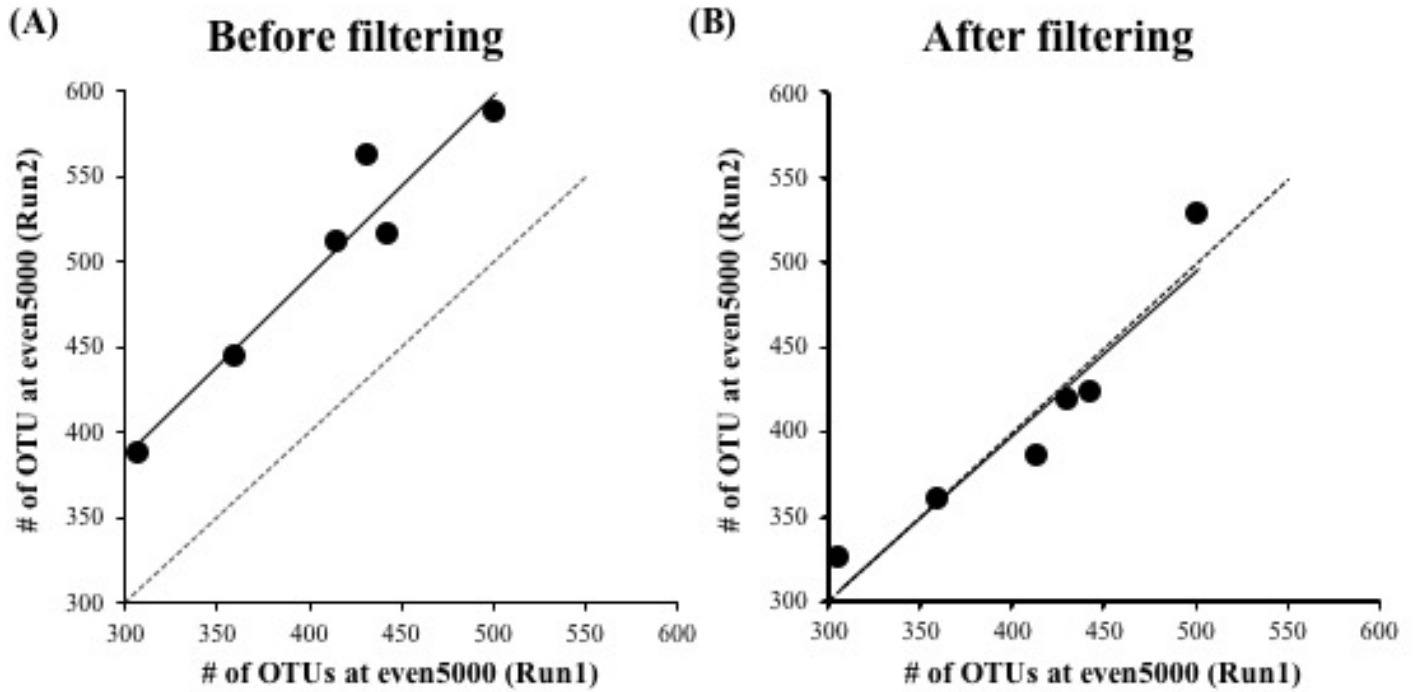 (A)
Before filtering
# of OTU at even5000 (Run2)
600
550
500
450
400
350
300
300 350 400 450 500 550 600
# of OTUs at even5000 (Run1)
(B)
After filtering
# of OTU at even5000 (Run2)
600
550
500
450
400
350
300
300 350 400 450 500 550 600
# of OTUs at even5000 (Run1)